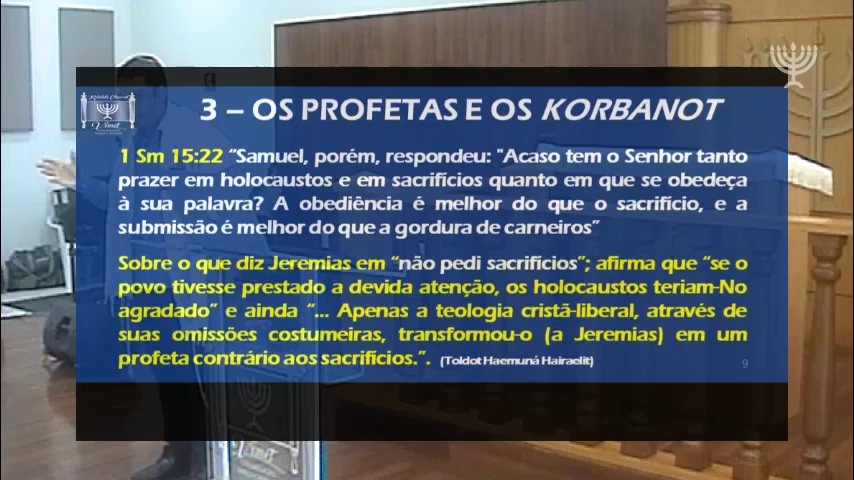 3 – OS PROFETAS E OS KORBANOT
1 Sm 15:22 “Samuel, porém, respondeu: "Acaso tem o Senhor tanto
prazer em holocaustos e em sacrifícios quanto em que se obedeça
à sua palavra? A obediência é melhor do que o sacrifício, e a
submissão é melhor do que a gordura de carneiros”
Sobre o que diz Jeremias em “não pedi sacrifícios”; afirma que “se o
povo tivesse prestado a devida atenção, os holocaustos teriam-No
agradado” e ainda “... Apenas a teologia cristã-liberal, através de
suas omissões costumeiras, transformou-o (a Jeremias) em um
profeta contrário aos sacrifícios.”. (Toldot Haemuná Hairaelit)
9